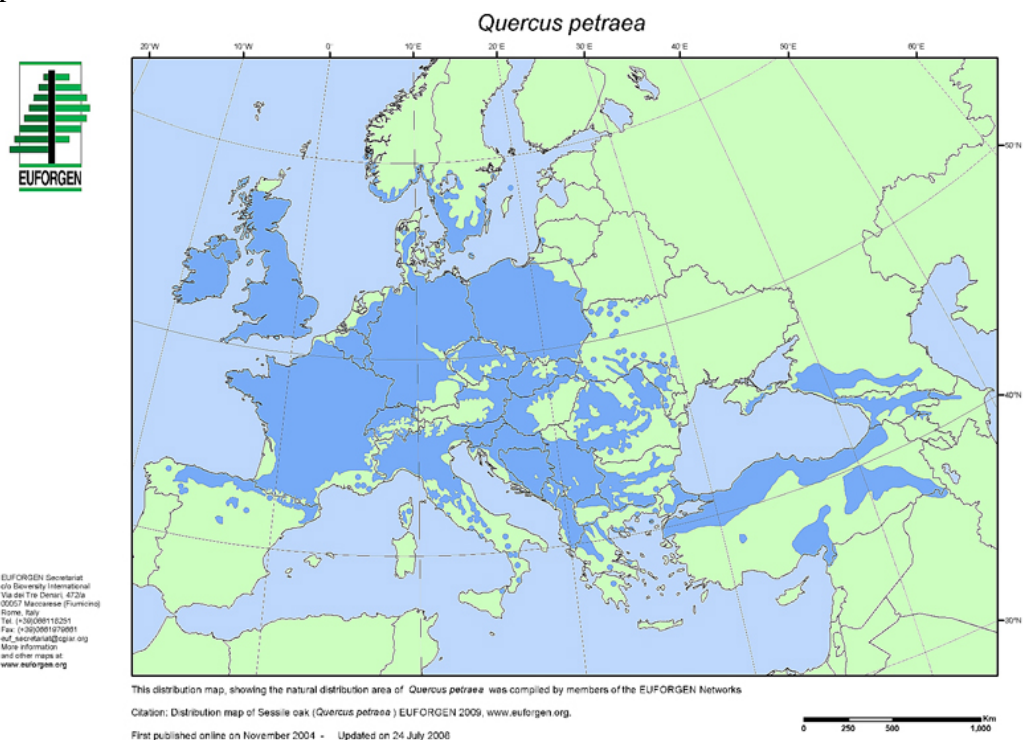 Quercus petraea
20°W 10°W 0° 10°E 20°E 30°E 40°E 50°E 60°E
EUFORGEN
50°N
40°N
30°N
EUFORGEN Secretariat
c/o Bioversity International
Via dei Tre Denari, 472/a
00057 Maccarese (Fiumicino)
Rome, Italy
Tel. (+39)066118251
Fax: (+39)0661979661
euf_secretariat@cgiar.org
More information
and other maps at:
www.euforgen.org
This distribution map, showing the natural distribution area of Quercus petraea was compiled by members of the EUFORGEN Networks
Citation: Distribution map of Sessile oak (Quercus petraea) EUFORGEN 2009, www.euforgen.org.
First published online on November 2004 - Updated on 24 July 2008
Km
0 250 500 1,000